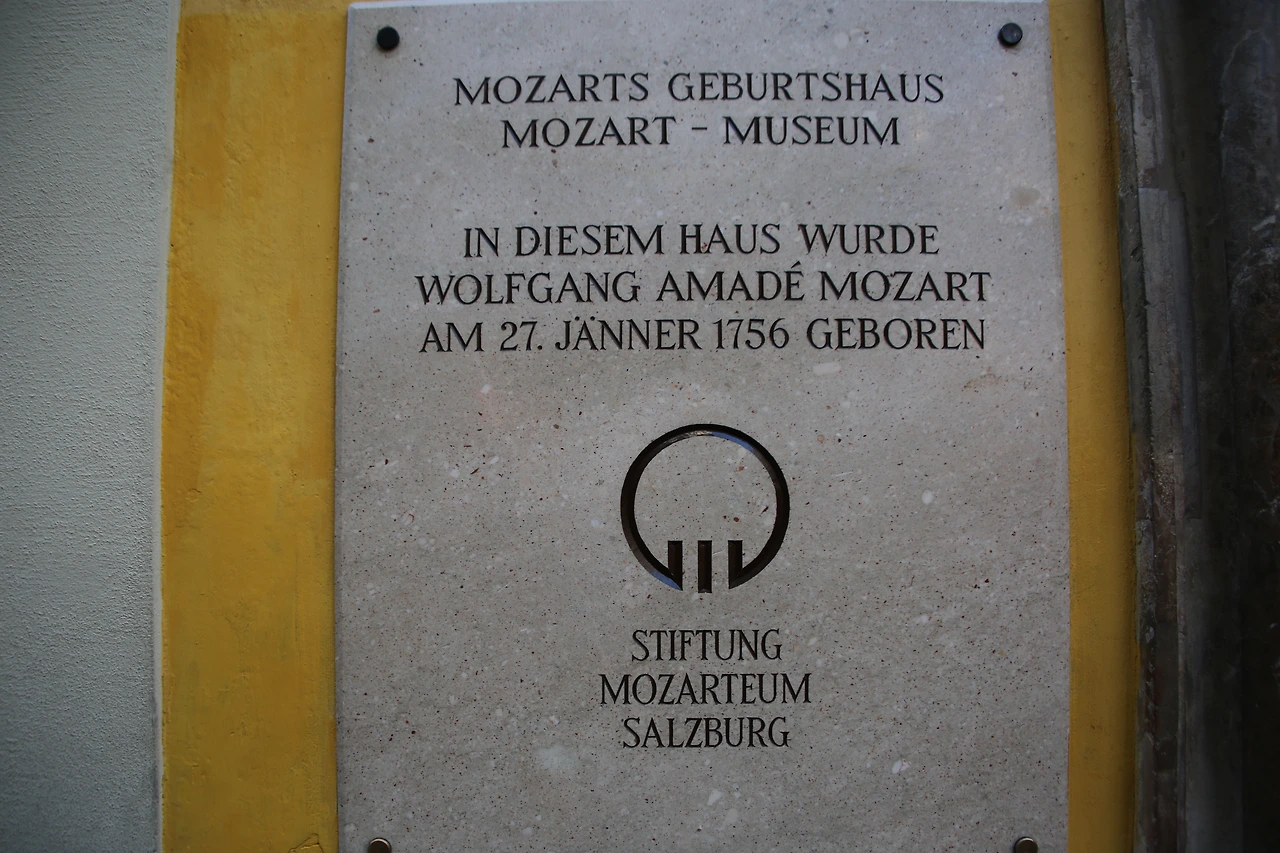 MOZARTS GEBURTSHAUS
MOZART - MUSEUM
IN DIESEM HAUS WURDE
WOLFGANG AMADÉ MOZART
AM 27. JÄNNER 1756 GEBOREN
STIFTUNG
MOZARTEUM
SALZBURG